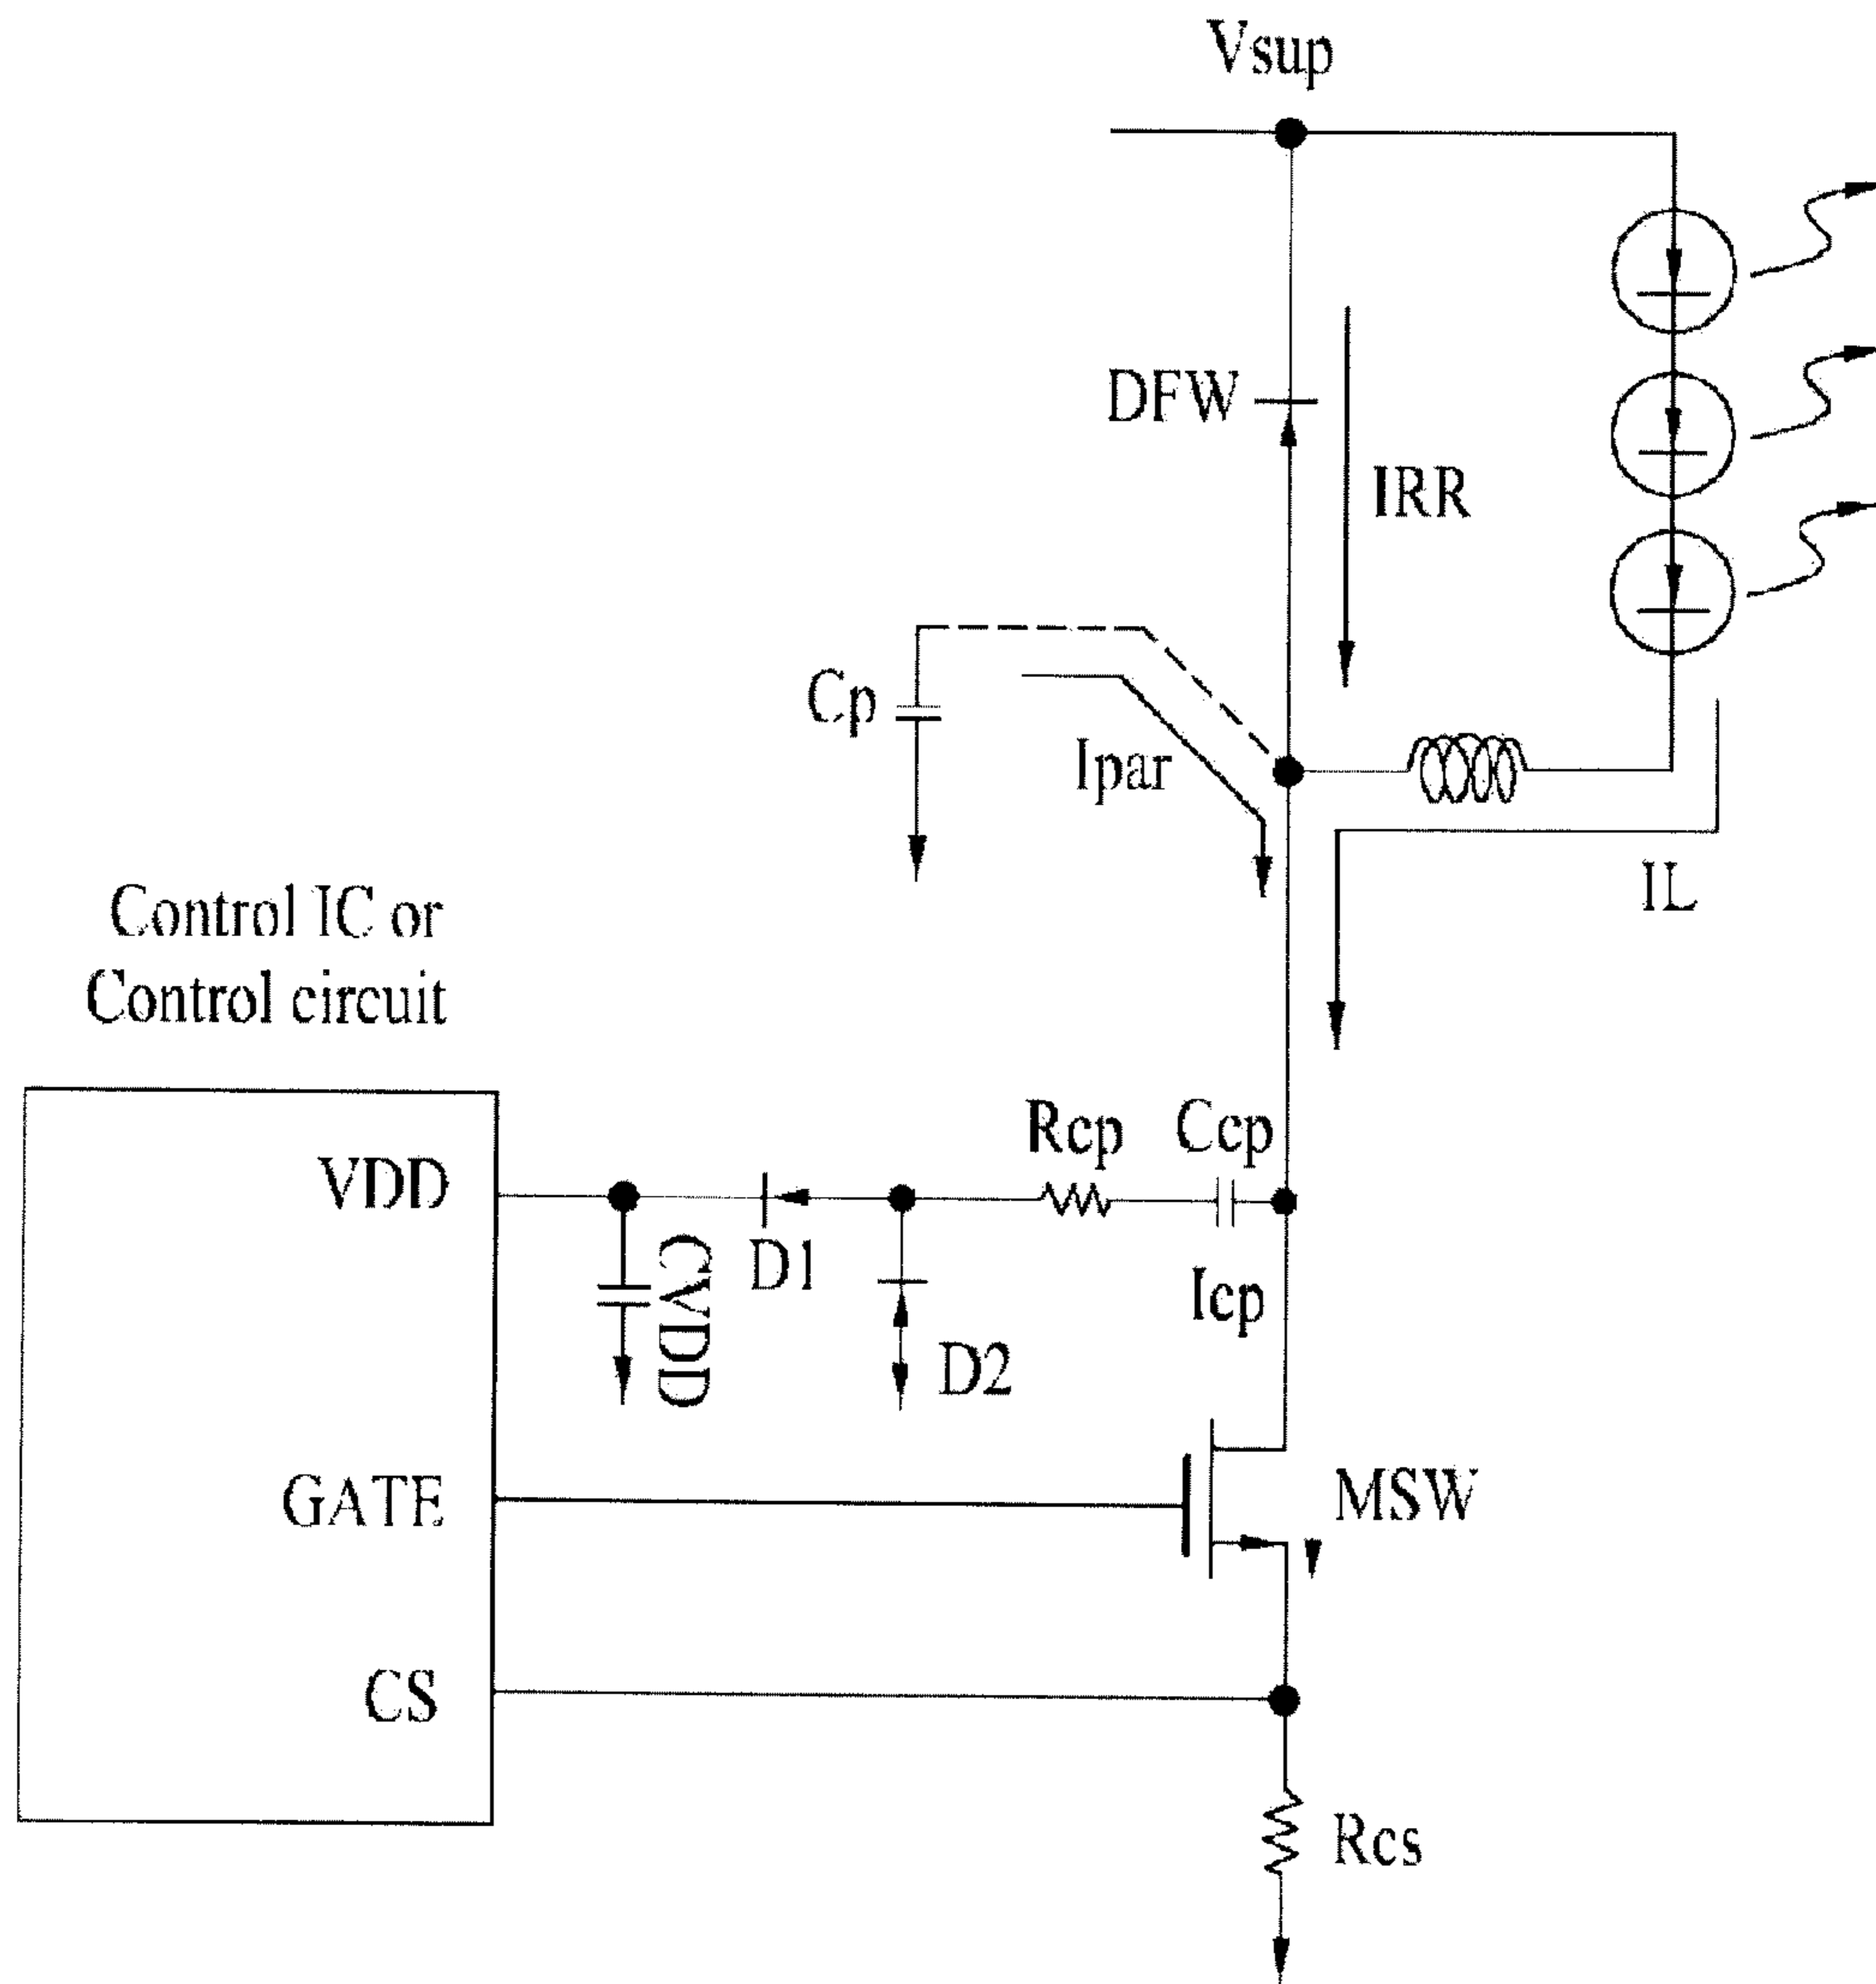 Vsup
DFW
IRR
Cp
Ipar
IL
Control IC or
Control circuit
Rcp
Ccp
VDD
D1
CVDD
Icp
D2
GATE
MSW
CS
Rcs